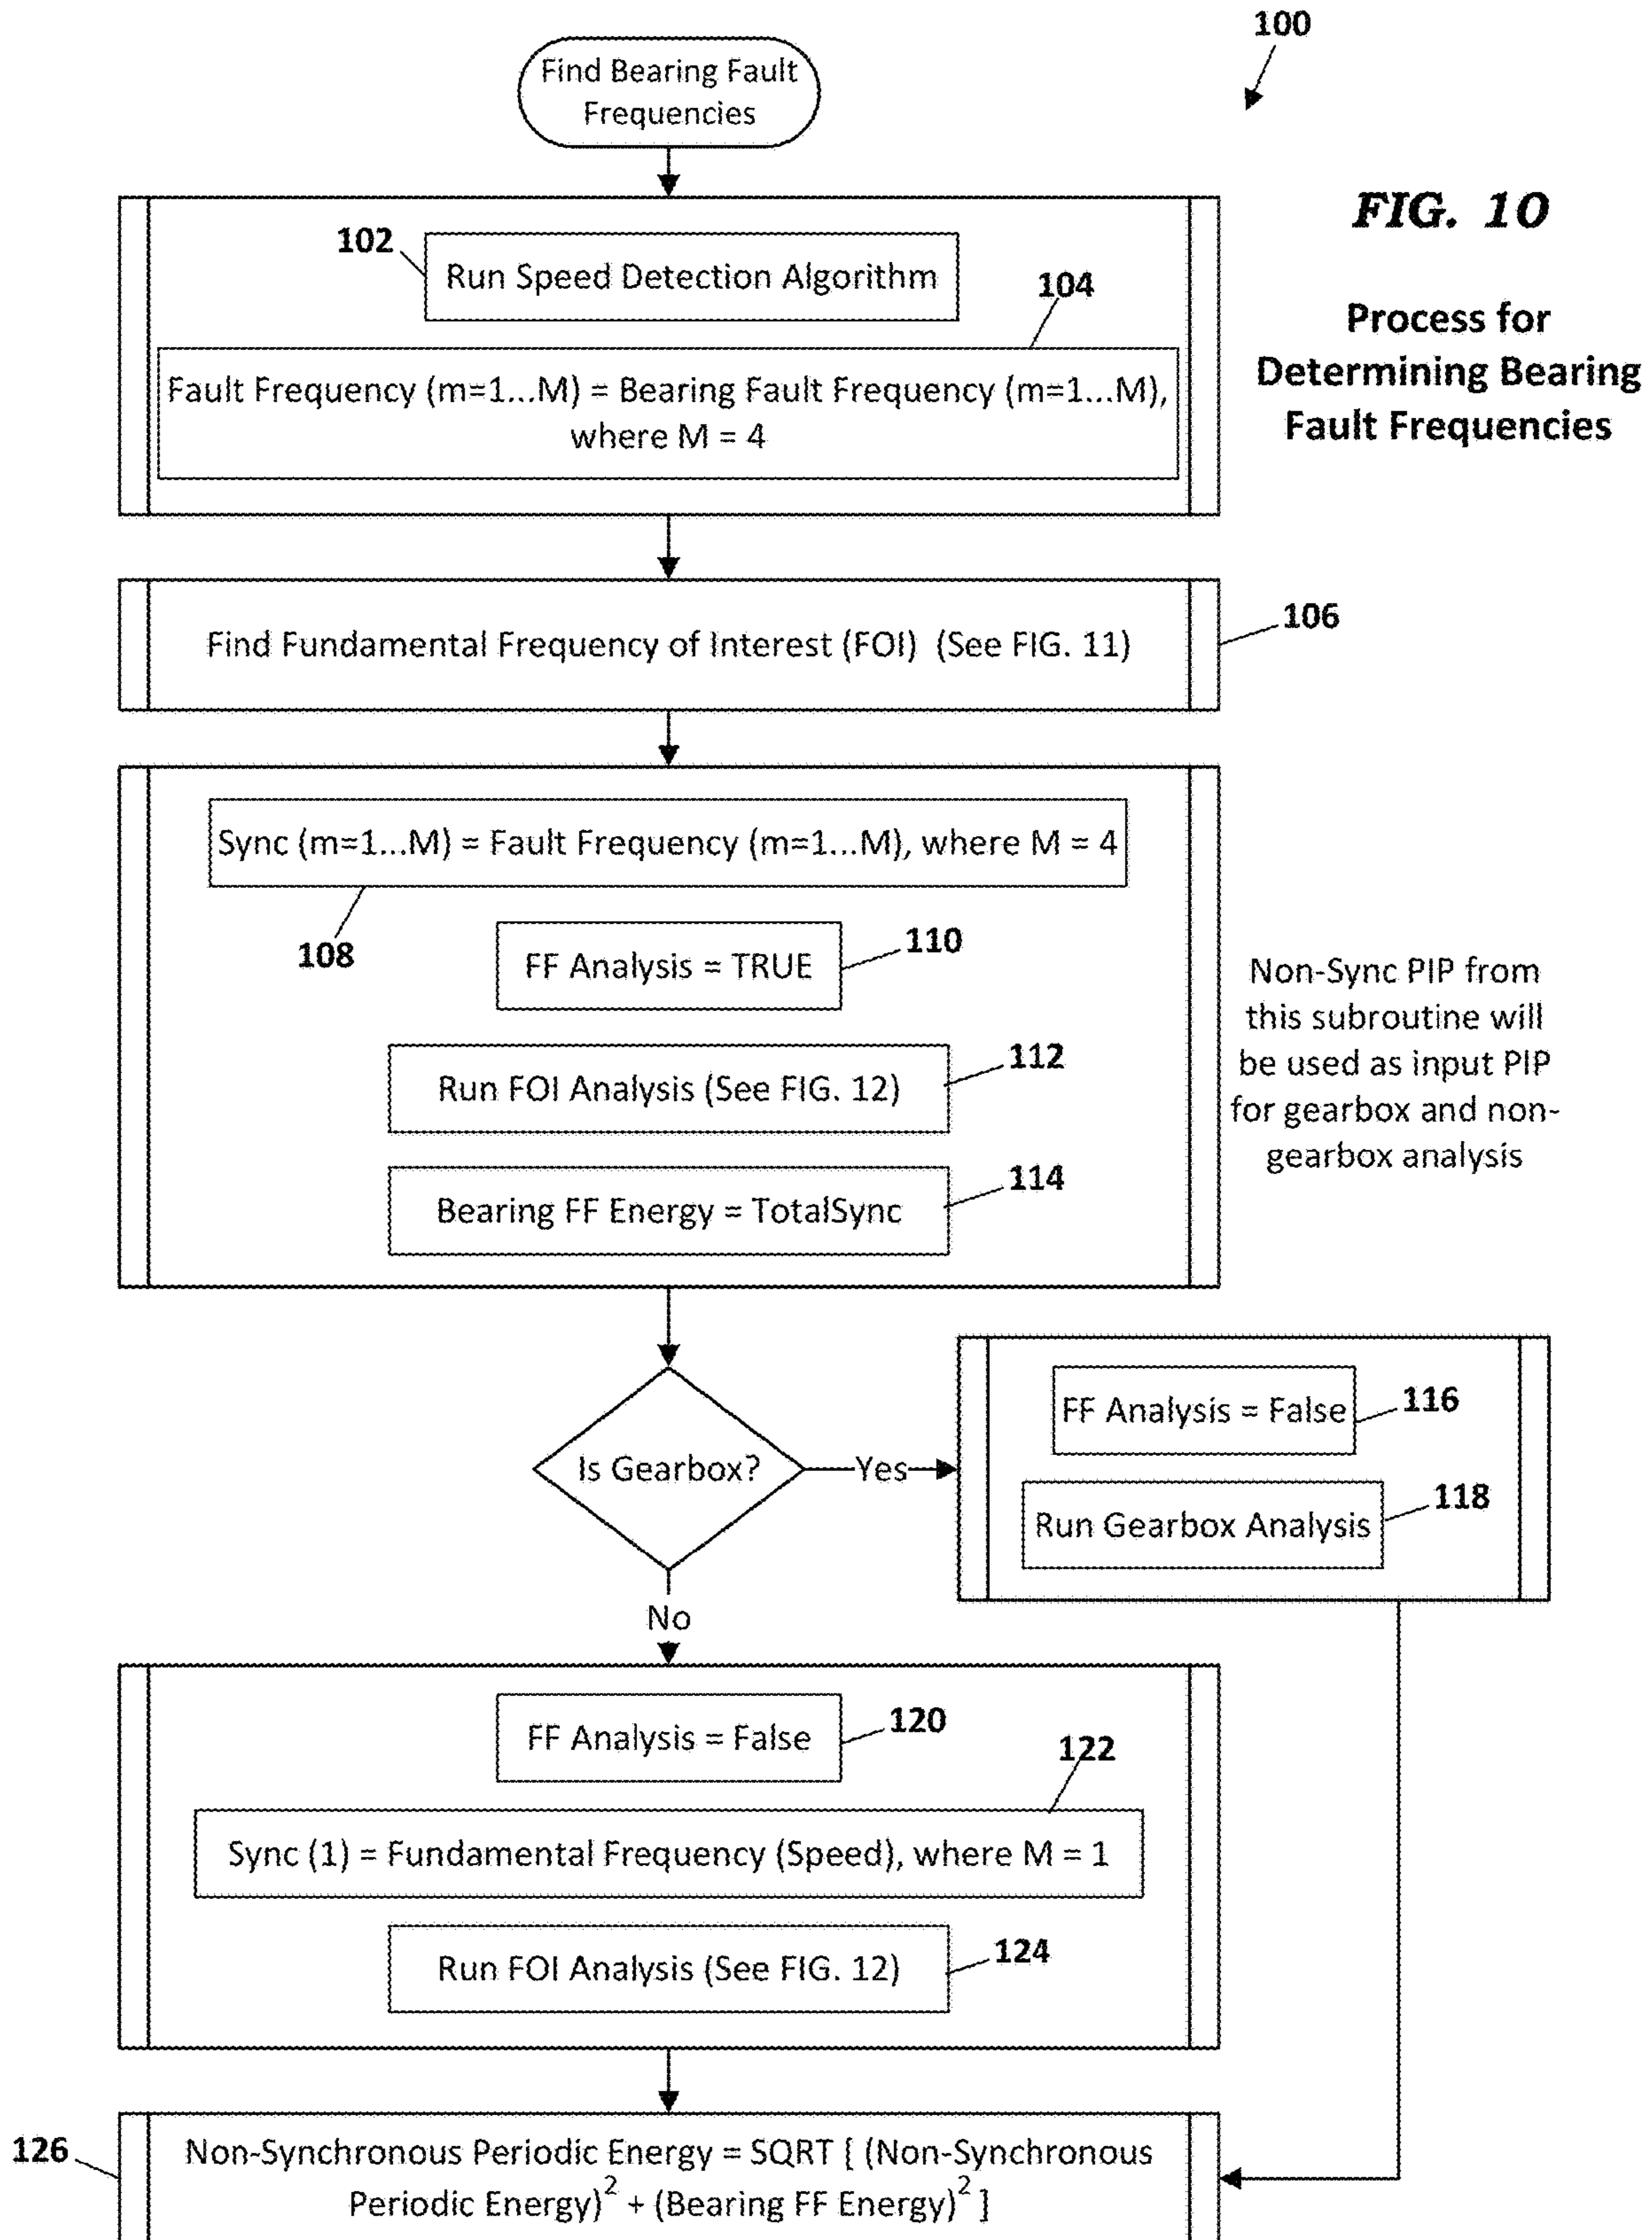 100
Find Bearing Fault
Frequencies
FIG. 10
Process for
Determining Bearing
Fault Frequencies
102
Run Speed Detection Algorithm
104
Fault Frequency (m=1...M) = Bearing Fault Frequency (m=1...M),
where M = 4
Find Fundamental Frequency of Interest (FOI) (See FIG. 11)
106
Sync (m=1...M) = Fault Frequency (m=1...M), where M = 4
108
FF Analysis = TRUE
110
Run FOI Analysis (See FIG. 12)
112
Bearing FF Energy = TotalSync
114
Non-Sync PIP from
this subroutine will
be used as input PIP
for gearbox and non-
gearbox analysis
Is Gearbox?
Yes
FF Analysis = False
116
Run Gearbox Analysis
118
No
FF Analysis = False
120
122
Sync (1) = Fundamental Frequency (Speed), where M = 1
Run FOI Analysis (See FIG. 12)
124
126
Non-Synchronous Periodic Energy = SQRT [ (Non-Synchronous
Periodic Energy)² + (Bearing FF Energy)² ]